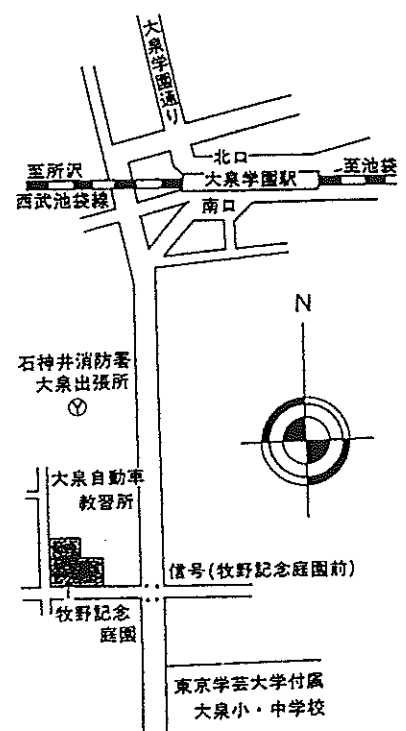 大泉学園通り
北口
至所沢
至池袋
大泉学園駅
西武池袋線
南口
N
石神井消防署
大泉出張所
Y
大泉自動車
教習所
信号(牧野記念庭園前)
牧野記念
庭園
東京学芸大学付属
大泉小・中学校